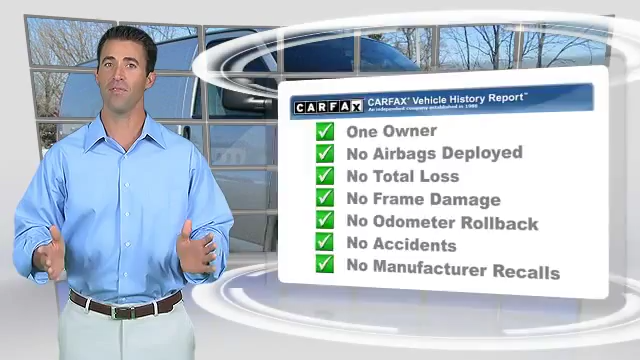 CARFAX CARFAX® Vehicle History Report™
An independent company established in 1986
One Owner
No Airbags Deployed
No Total Loss
No Frame Damage
No Odometer Rollback
No Accidents
No Manufacturer Recalls